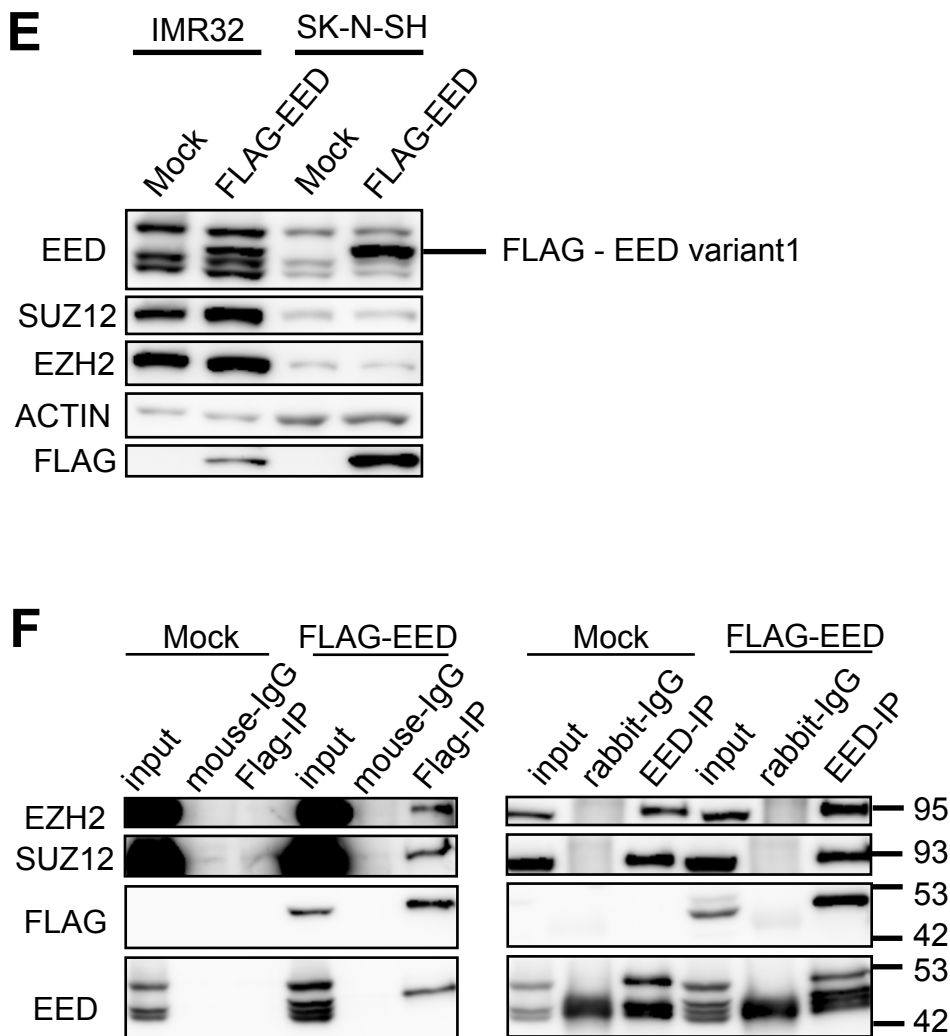 E
IMR32 SK-N-SH
Mock FLAG-EED Mock FLAG-EED
EED FLAG - EED variant1
SUZ12
EZH2
ACTIN
FLAG
F
Mock FLAG-EED Mock FLAG-EED
input mouse-IgG Flag-IP input mouse-IgG Flag-IP input rabbit-IgG EED-IP input rabbit-IgG EED-IP
EZH2 95
SUZ12 93
53
FLAG
42
53
EED
42